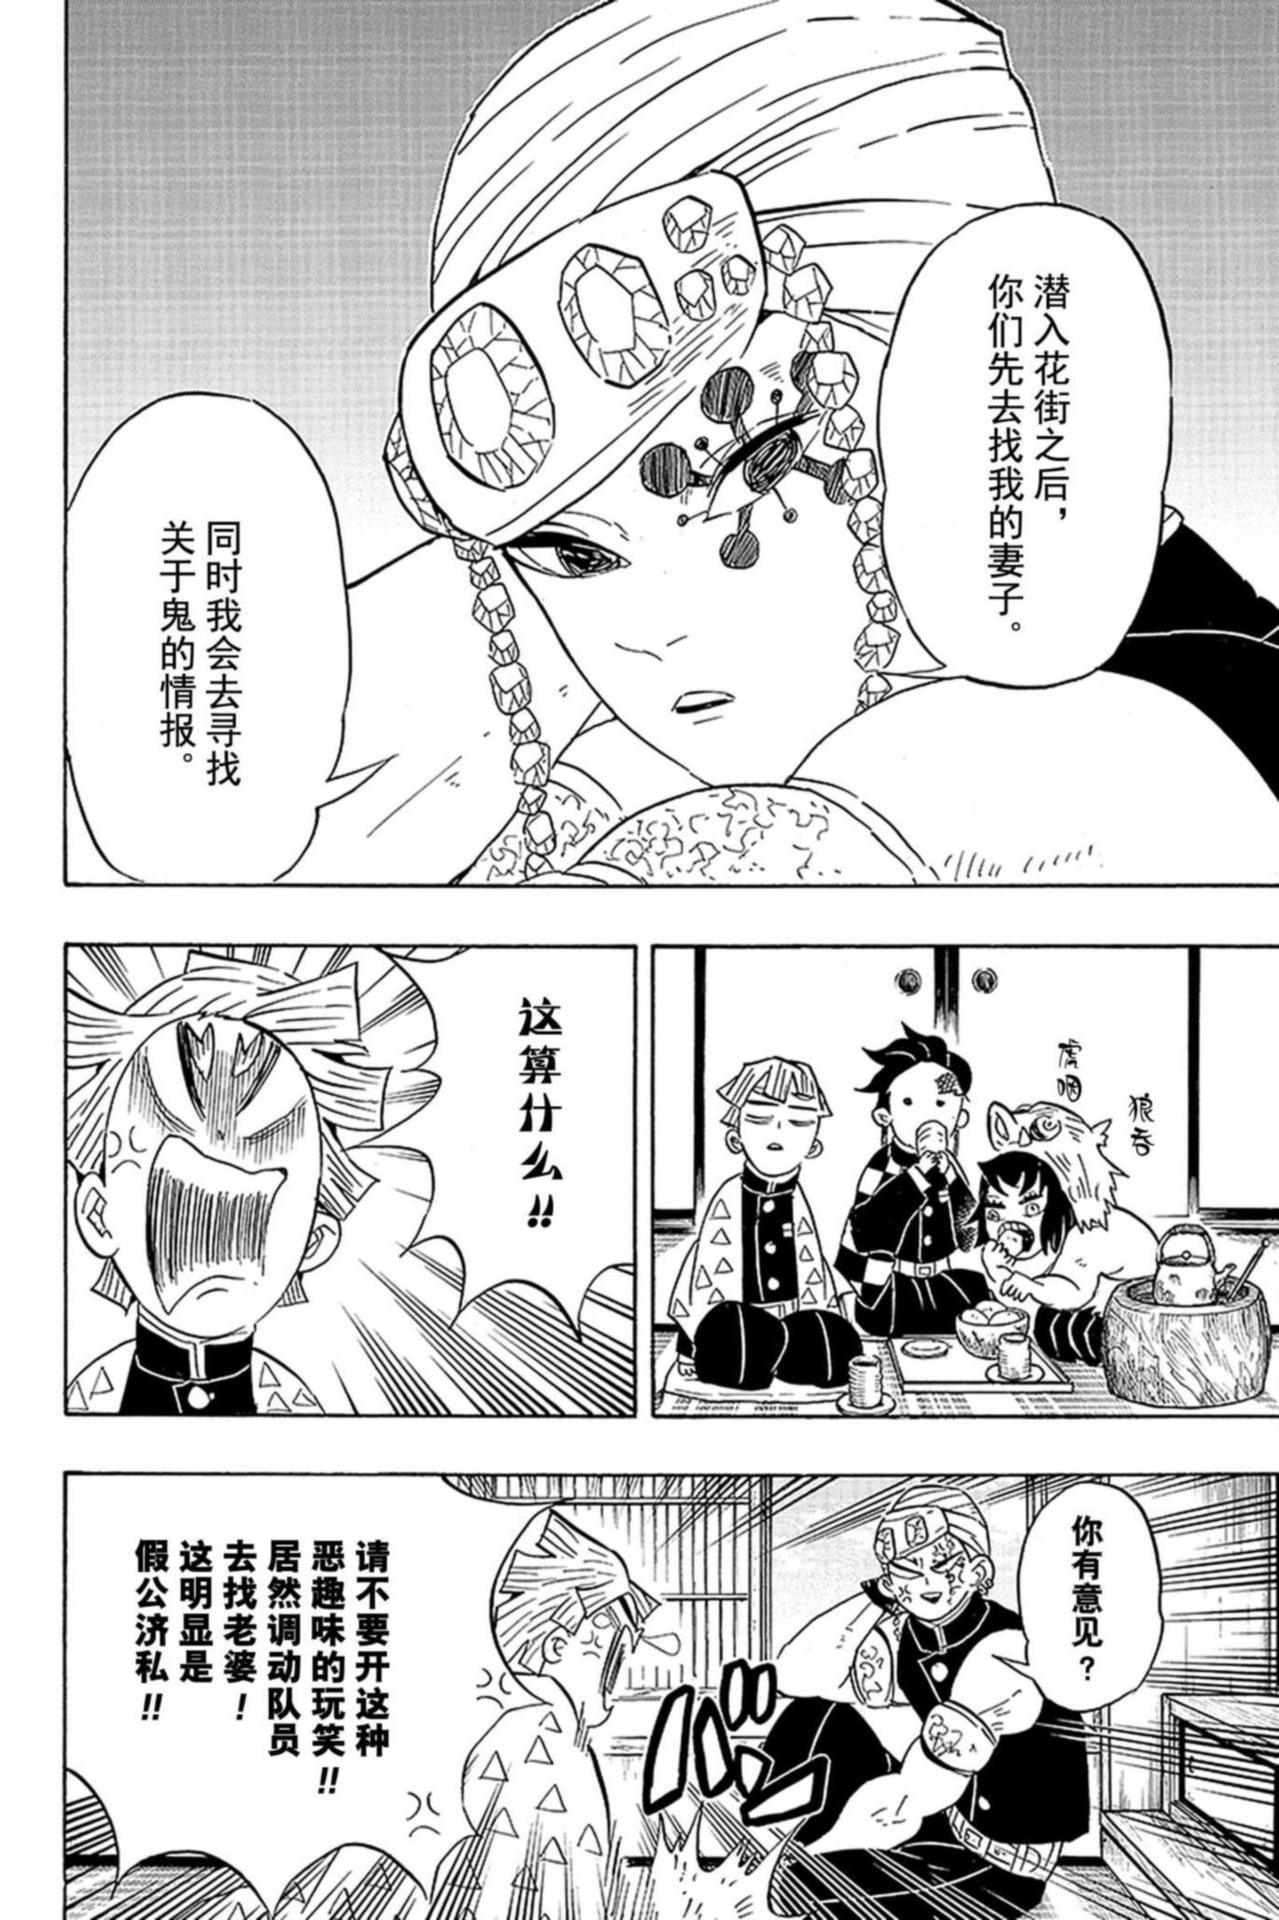 潜入花街之后，
你们先去找我的妻子。
同时我会去寻找
关于鬼的情报。
狼吞
虎咽
这算什么!!
你有意见？
请不要开这种
恶趣味的玩笑!!
居然调动队员
去找老婆！
这明显是
假公济私!!